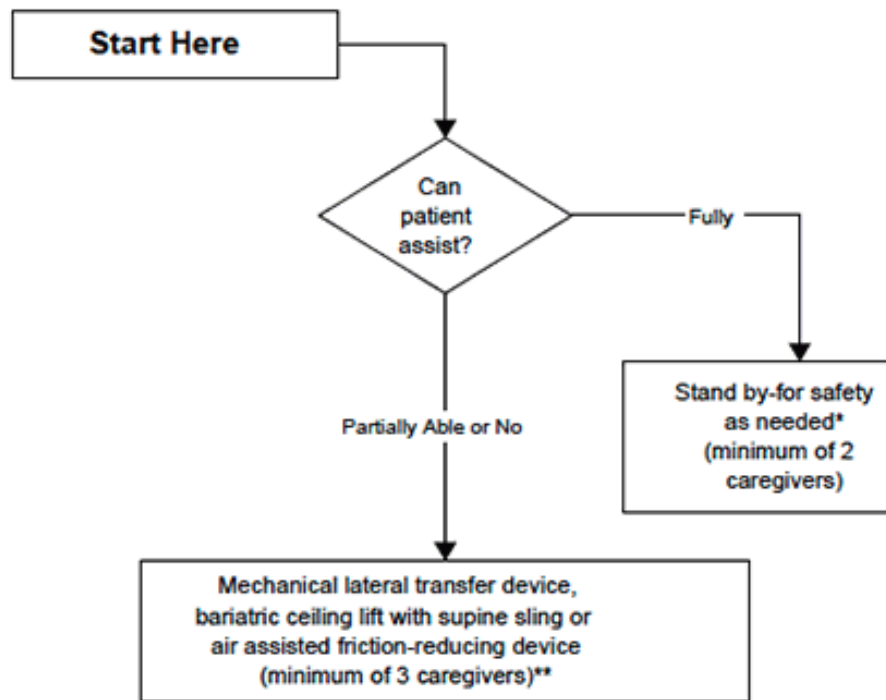 Start Here
Can
patient
assist?
Fully
Stand by-for safety
as needed*
(minimum of 2
caregivers)
Partially Able or No
Mechanical lateral transfer device,
bariatric ceiling lift with supine sling or
air assisted friction-reducing device
(minimum of 3 caregivers)**